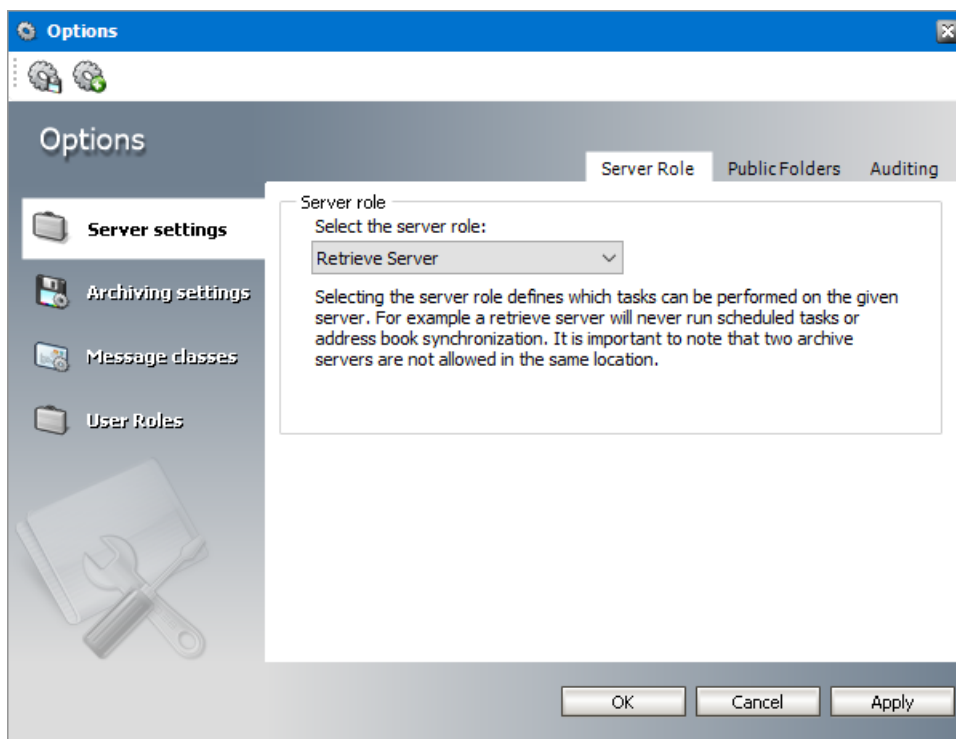 Options
Options
Server Role
Public Folders
Auditing
Server settings
Archiving settings
Message classes
User Roles
Server role
Select the server role:
Retrieve Server
Selecting the server role defines which tasks can be performed on the given
server. For example a retrieve server will never run scheduled tasks or
address book synchronization. It is important to note that two archive
servers are not allowed in the same location.
OK
Cancel
Apply